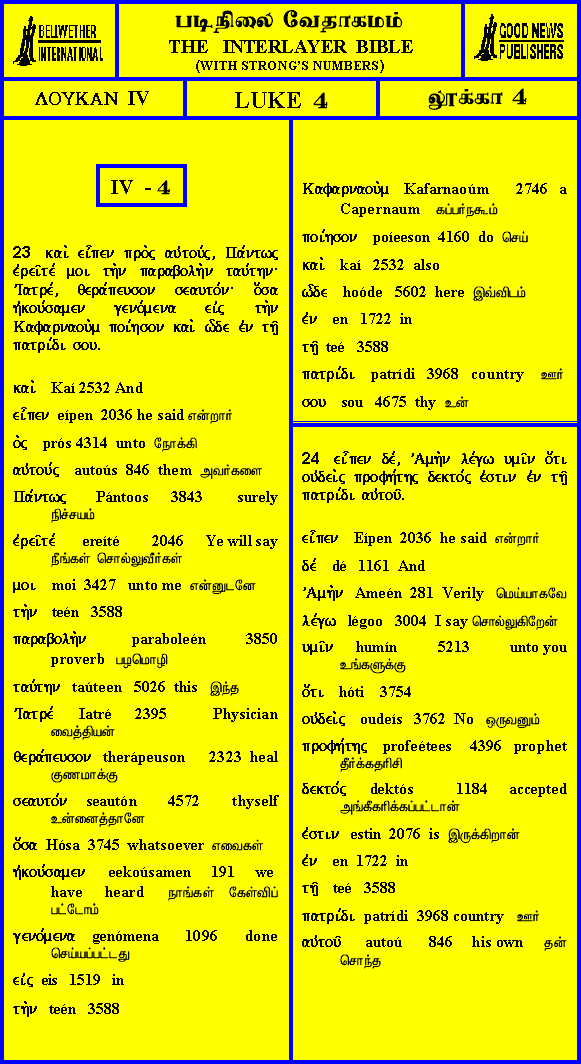 BELLWETHER
INTERNATIONAL
படிநிலை வேதாகமம்
THE INTERLAYER BIBLE
(WITH STRONG'S NUMBERS)
GOOD NEWS
PUBLISHERS
ΛΟΥΚΑΝ IV
LUKE 4
லூக்கா 4
IV - 4
23 καὶ εἶπεν πρὸς αὐτούς, Πάντως
ἐρεῖτέ μοι τὴν παραβολὴν ταύτην·
Ἰατρέ, θεράπευσον σεαυτόν· ὅσα
ἠκούσαμεν γενόμενα εἰς τὴν
Καφαρναοὺμ ποίησον καὶ ὧδε ἐν τῇ
πατρίδι σου.
καὶ Kaí 2532 And
εἶπεν eípen 2036 he said என்றார்
ὸς prós 4314 unto நோக்கி
αὐτούς autoús 846 them அவர்களை
Πάντως Pántoos 3843 surely
நிச்சயம்
ἐρεῖτέ ereíté 2046 Ye will say
நீங்கள் சொல்லுவீர்கள்
μοι moi 3427 unto me என்னுடனே
τὴν teén 3588
παραβολὴν paraboleén 3850
proverb பழமொழி
ταύτην taúteen 5026 this இந்த
Ἰατρέ Iatré 2395 Physician
வைத்தியன்
θεράπευσον therápeuson 2323 heal
குணமாக்கு
σεαυτόν seautón 4572 thyself
உன்னைத்தானே
ὅσα Hósa 3745 whatsoever எவைகள்
ἠκούσαμεν eekoúsamen 191 we
have heard நாங்கள் கேள்விப்
பட்டோம்
γενόμενα genómena 1096 done
செய்யப்பட்டது
εἰς eis 1519 in
τὴν teén 3588
Καφαρναοὺμ Kafarnaoúm 2746 a
Capernaum கப்பர்நகூம்
ποίησον poíeeson 4160 do செய்
καὶ kaí 2532 also
ὧδε hoóde 5602 here இவ்விடம்
ἐν en 1722 in
τῇ teé 3588
πατρίδι patrídi 3968 country ஊர்
σου sou 4675 thy உன்
24 εἶπεν δέ, Ἀμὴν λέγω υμῖν ὅτι
οὐδεὶς προφήτης δεκτός ἐστιν ἐν τῇ
πατρίδι αὐτοῦ.
εἶπεν Eípen 2036 he said என்றார்
δέ dé 1161 And
Ἀμὴν Ameén 281 Verily மெய்யாகவே
λέγω légoo 3004 I say சொல்லுகிறேன்
υμῖν humín 5213 unto you
உங்களுக்கு
ὅτι hóti 3754
οὐδεὶς oudeís 3762 No ஒருவனும்
προφήτης profeétees 4396 prophet
தீர்க்கதரிசி
δεκτός dektós 1184 accepted
அங்கீகரிக்கப்பட்டான்
ἐστιν estin 2076 is இருக்கிறான்
ἐν en 1722 in
τῇ teé 3588
πατρίδι patrídi 3968 country ஊர்
αὐτοῦ autoú 846 his own தன்
சொந்த